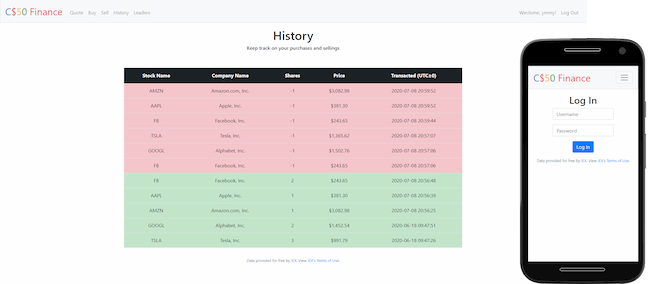 C$50 Finance Quote Buy Sell History Leaders Welcome, yimmy! Log Out
History
Keep track on your purchases and sellings
Stock Name Company Name Shares Price Transacted (UTC±0)
AMZN Amazon.com, Inc. -1 $3,082.98 2020-07-08 20:59:52
AAPL Apple, Inc. -1 $381.30 2020-07-08 20:59:52
FB Facebook, Inc. -1 $243.65 2020-07-08 20:59:44
TSLA Tesla, Inc. -1 $1,365.62 2020-07-08 20:57:07
GOOGL Alphabet, Inc. -1 $1,502.76 2020-07-08 20:57:06
FB Facebook, Inc. -1 $243.65 2020-07-08 20:57:06
FB Facebook, Inc. 2 $243.65 2020-07-08 20:56:48
AAPL Apple, Inc. 1 $381.30 2020-07-08 20:56:39
AMZN Amazon.com, Inc. 1 $3,082.98 2020-07-08 20:56:25
GOOGL Alphabet, Inc. 2 $1,452.54 2020-06-18 09:47:51
TSLA Tesla, Inc. 3 $991.79 2020-06-18 09:47:26
Data provided for free by IEX. View IEX's Terms of Use.
C$50 Finance
Log In
Username
Password
Log In
Data provided for free by IEX. View IEX's Terms of Use.